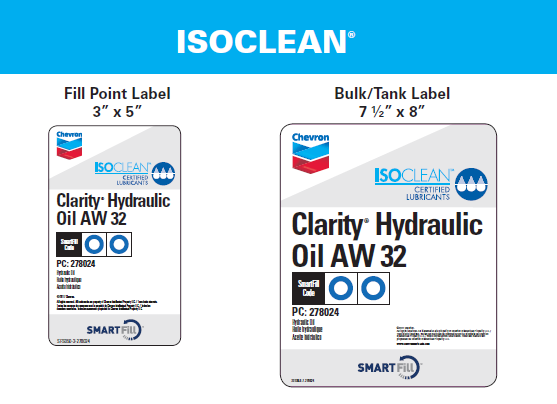 ISOCLEAN®
Fill Point Label
3" x 5"
Chevron
ISOCLEAN™
CERTIFIED
LUBRICANTS
Clarity® Hydraulic
Oil AW 32
SmartFill
Code
PC: 278024
Hydraulic Oil
Huile hydraulique
Aceite hidráulico
SMARTFill
Bulk/Tank Label
7 ½" x 8"
Chevron
ISOCLEAN™
CERTIFIED
LUBRICANTS
Clarity® Hydraulic
Oil AW 32
SmartFill
Code
PC: 278024
Hydraulic Oil
Huile hydraulique
Aceite hidráulico
SMARTFill